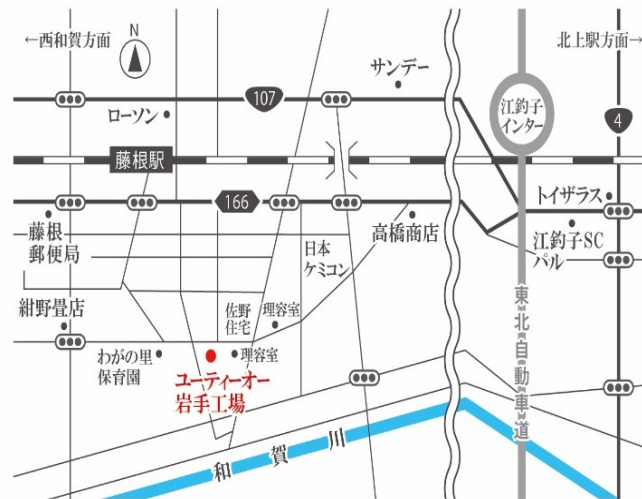 ←西和賀方面
N
北上駅方面→
サンデー
107
ローソン
江釣子
インター
4
藤根駅
166
トイザラス
藤根
郵便局
高橋商店
江釣子SC
パル
日本
ケミコン
紺野畳店
佐野
住宅
理容室
わがの里
保育園
理容室
ユーティーオー
岩手工場
東北自動車道
和賀川